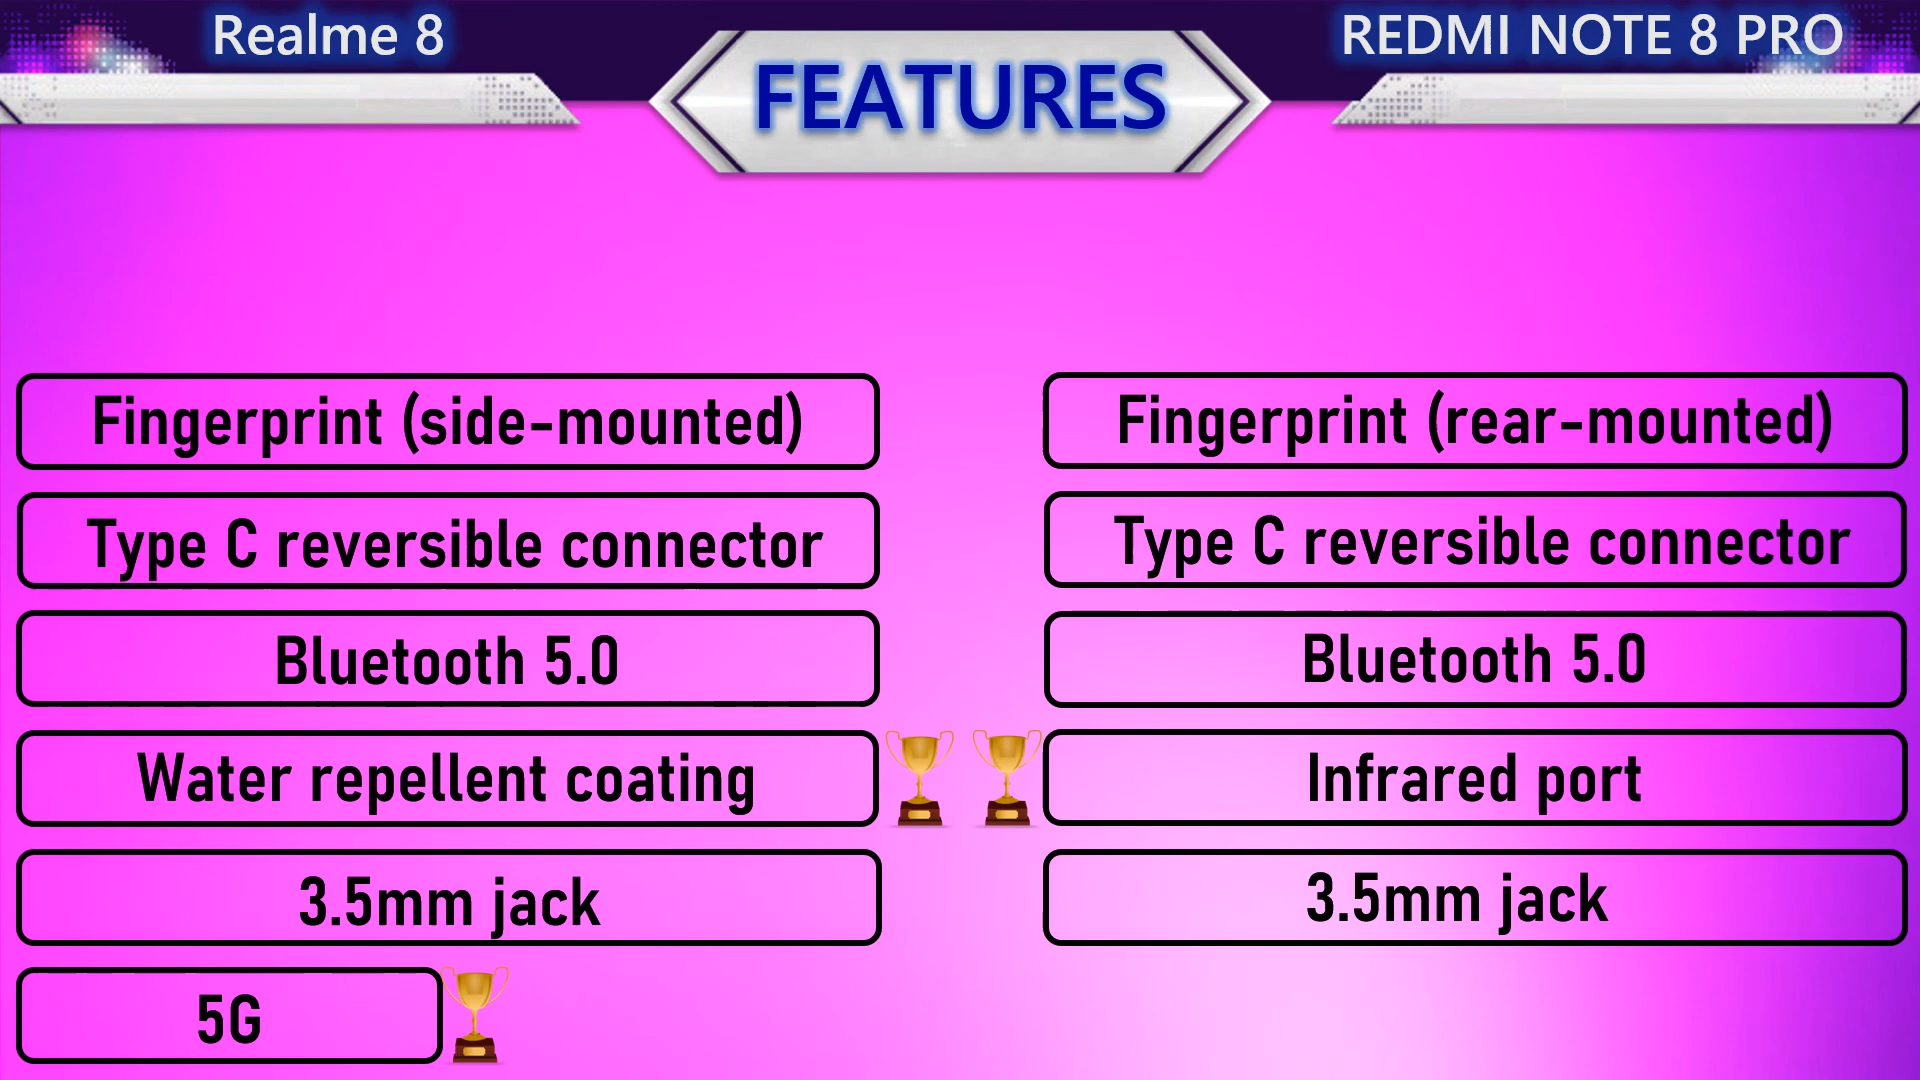 Realme 8
REDMI NOTE 8 PRO
FEATURES
Fingerprint (side-mounted)
Fingerprint (rear-mounted)
Type C reversible connector
Type C reversible connector
Bluetooth 5.0
Bluetooth 5.0
Water repellent coating
Infrared port
3.5mm jack
3.5mm jack
5G